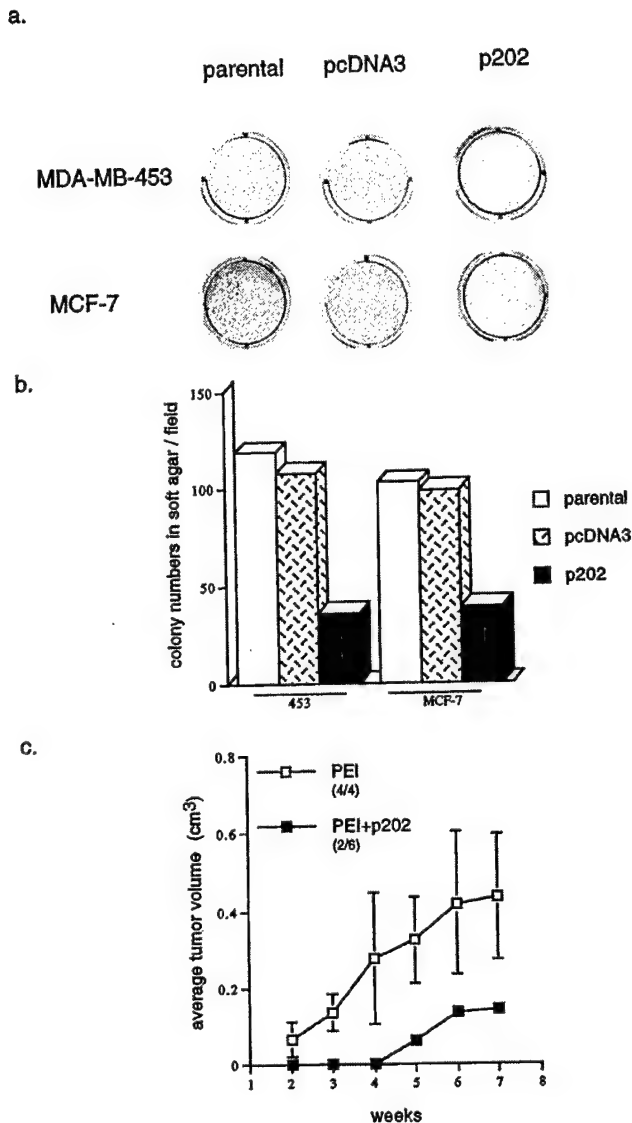 a.
parental pcDNA3 p202
MDA-MB-453
MCF-7
b.
colony numbers in soft agar / field
150
100
50
0
453 MCF-7
parental
pcDNA3
p202
c.
average tumor volume (cm³)
0.8
0.6
0.4
0.2
0
PEI
(4/4)
PEI+p202
(2/6)
1 2 3 4 5 6 7 8
weeks